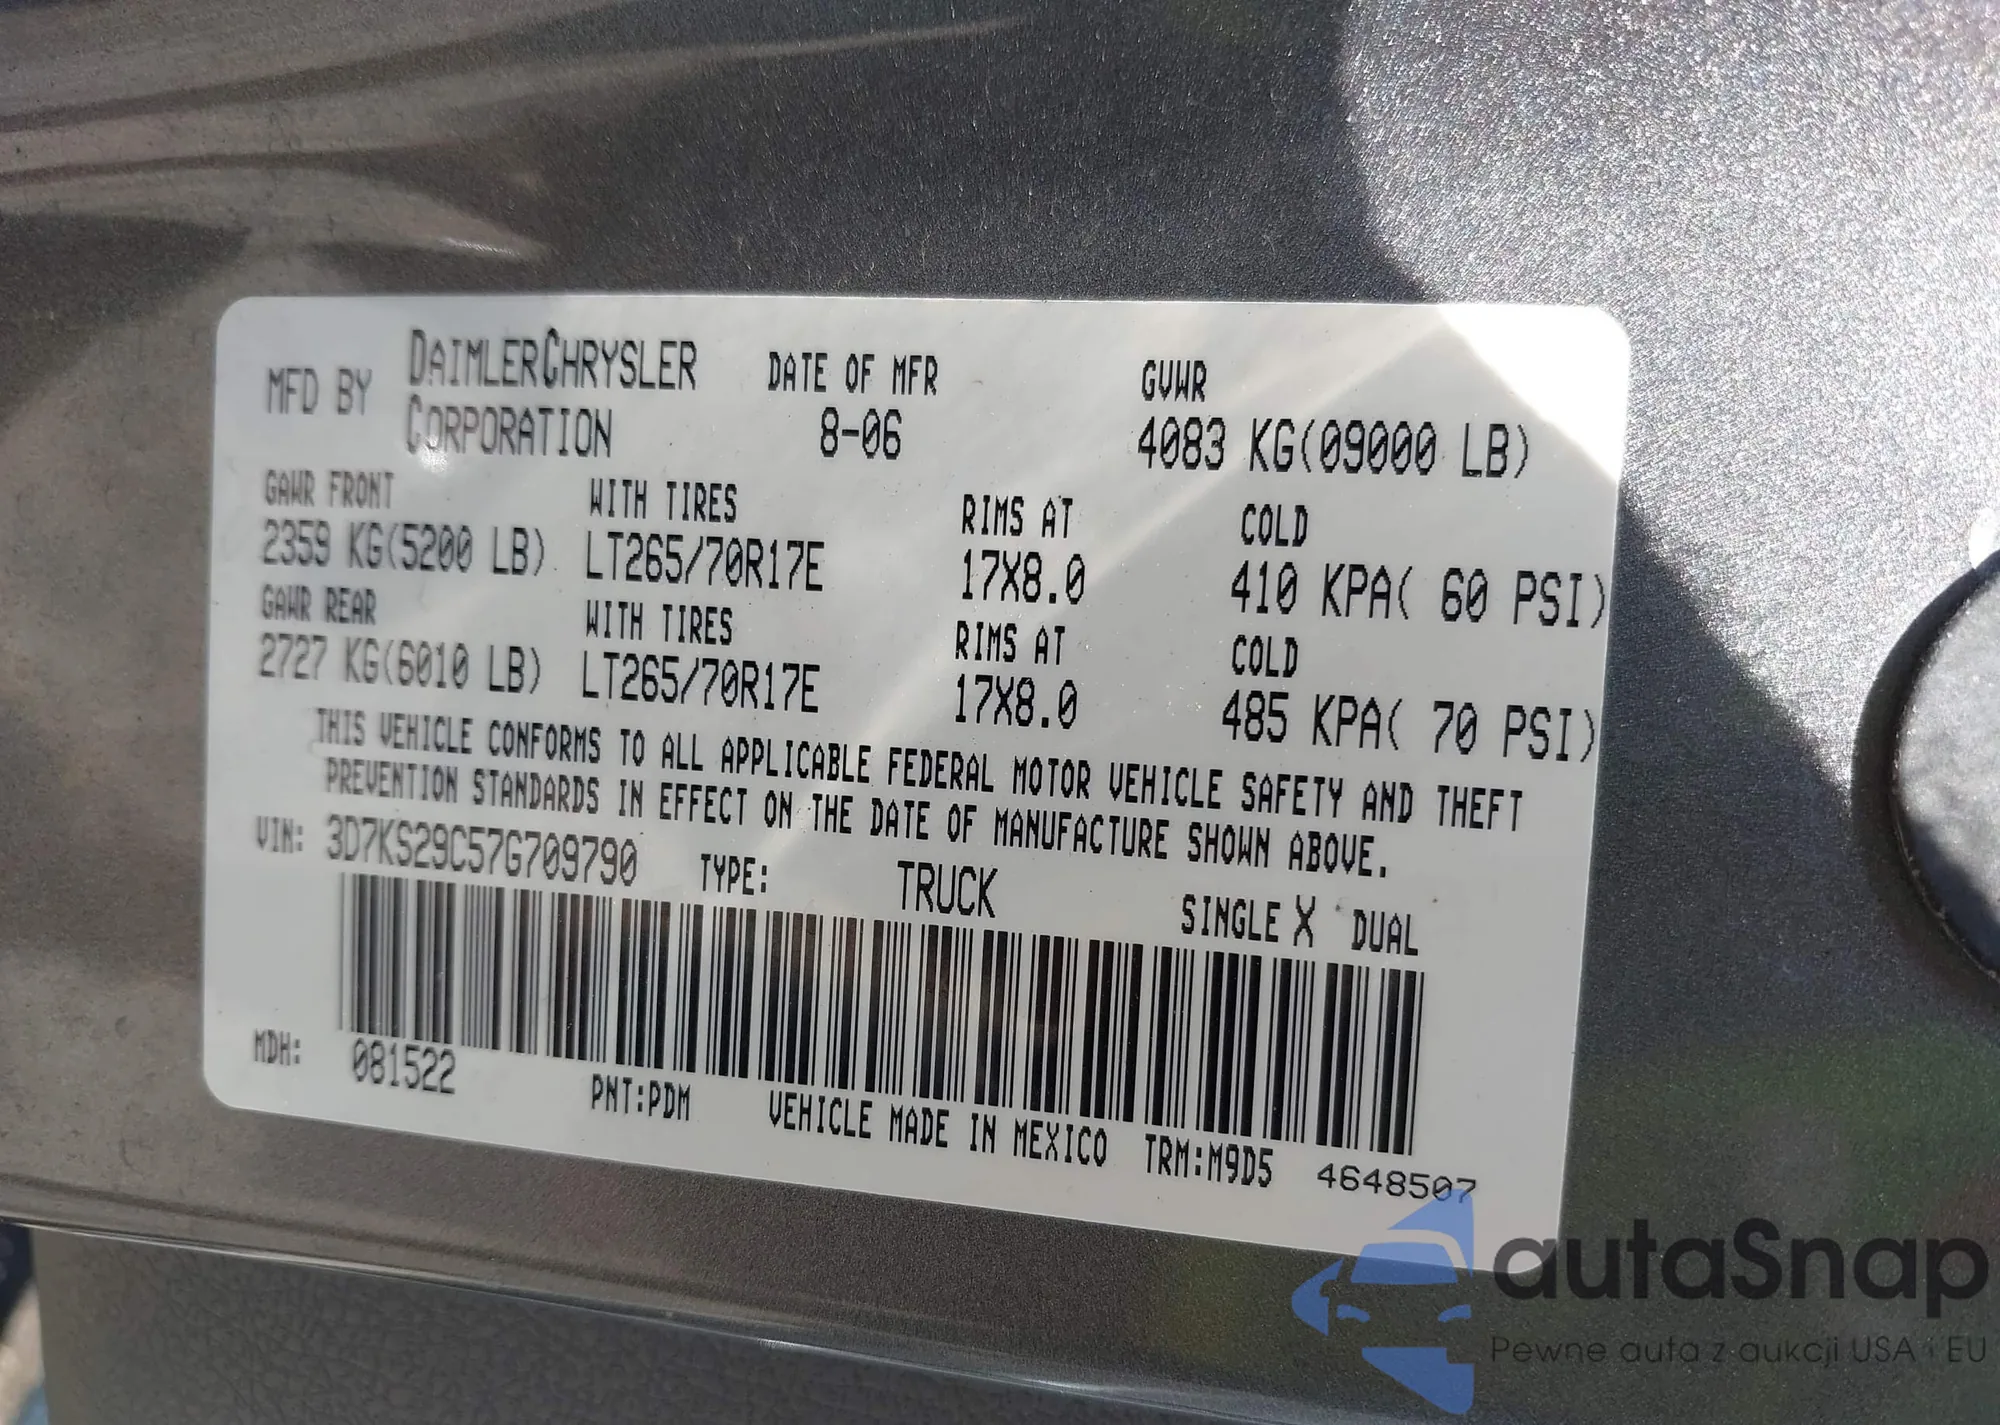 MFD BY DAIMLERCHRYSLER CORPORATION DATE OF MFR 8-06 GVWR 4083 KG(09000 LB)
GAWR FRONT WITH TIRES RIMS AT COLD
2359 KG(5200 LB) LT265/70R17E 17X8.0 410 KPA( 60 PSI)
GAWR REAR WITH TIRES RIMS AT COLD
2727 KG(6010 LB) LT265/70R17E 17X8.0 485 KPA( 70 PSI)
THIS VEHICLE CONFORMS TO ALL APPLICABLE FEDERAL MOTOR VEHICLE SAFETY AND THEFT
PREVENTION STANDARDS IN EFFECT ON THE DATE OF MANUFACTURE SHOWN ABOVE.
VIN: 3D7KS29C57G709790 TYPE: TRUCK SINGLE X DUAL
MDH: 081522 PNT:PDM VEHICLE MADE IN MEXICO TRM:M9D5 4648507
autaSnap
Pewne auta z aukcji USA i EU